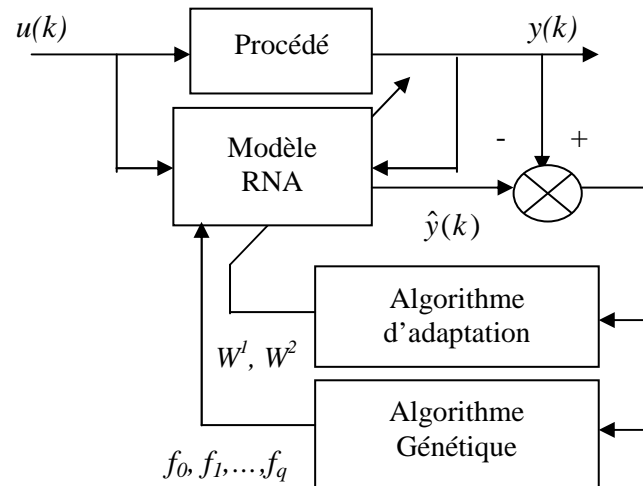 u(k)
Procédé
y(k)
Modèle
RNA
- +
ŷ(k)
Algorithme
d'adaptation
W¹, W²
Algorithme
Génétique
f₀, f₁,...,f_q